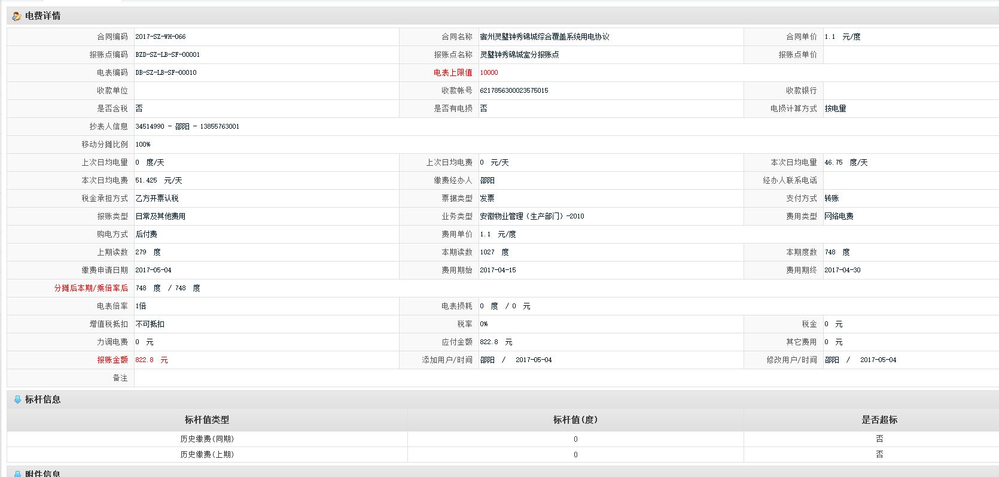 电费详情
合同编码 2017-SZ-WH-066 合同名称 宿州灵璧钟秀锦城综合覆盖系统用电协议 合同单价 1.1 元/度
报账点编码 BZD-SZ-LB-SF-00001 报账点名称 灵璧钟秀锦城室分报账点 报账点单价
电表编码 DB-SZ-LB-SF-00010 电表上限值 10000
收款单位 收款帐号 6217856300023575015 收款银行
是否含税 否 是否有电损 否 电损计算方式 按电量
抄表人信息 34514990 - 邵阳 - 13855763001
移动分摊比例 100%
上次日均电量 0 度/天 上次日均电费 0 元/天 本次日均电量 46.75 度/天
本次日均电费 51.425 元/天 缴费经办人 邵阳 经办人联系电话
税金承担方式 乙方开票认税 票据类型 发票 支付方式 转账
报账类型 日常及其他费用 业务类型 安徽物业管理（生产部门）-2010 费用类型 网络电费
购电方式 后付费 费用单价 1.1 元/度
上期读数 279 度 本期读数 1027 度 本期度数 748 度
缴费申请日期 2017-05-04 费用期始 2017-04-15 费用期终 2017-04-30
分摊后本期/乘倍率后 748 度 / 748 度
电表倍率 1倍 电表损耗 0 度 / 0 元
增值税抵扣 不可抵扣 税率 0% 税金 0 元
力调电费 0 元 应付金额 822.8 元 其它费用 0 元
报账金额 822.8 元 添加用户/时间 邵阳 / 2017-05-04 修改用户/时间 邵阳 / 2017-05-04
备注
标杆信息
标杆值类型 标杆值(度) 是否超标
历史缴费(同期) 0 否
历史缴费(上期) 0 否
附件信息